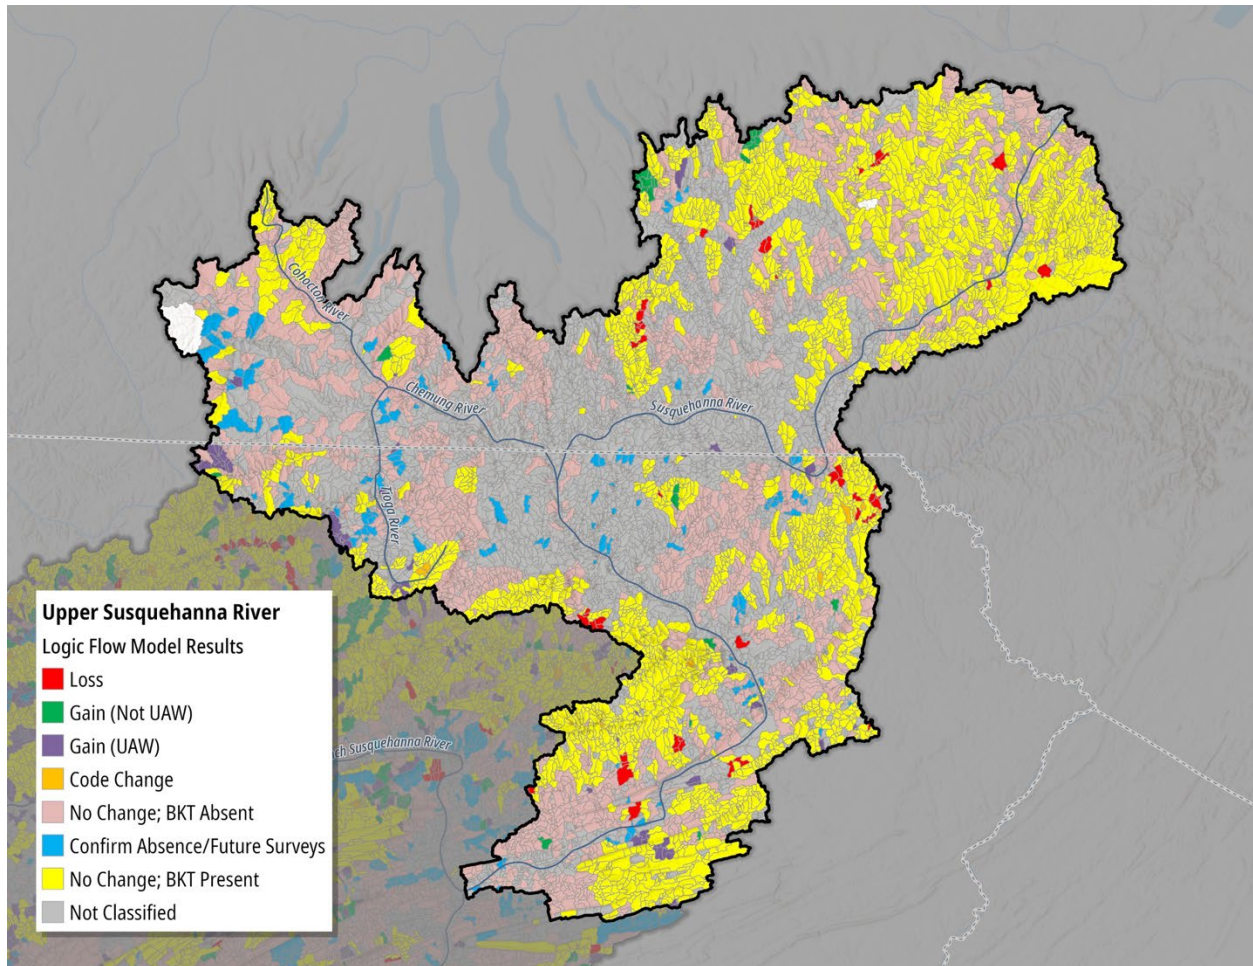 Cohocton River
Chemung River
Susquehanna River
Tioga River
Upper Susquehanna River
Logic Flow Model Results
Loss
Gain (Not UAW)
Gain (UAW)
Code Change
No Change; BKT Absent
Confirm Absence/Future Surveys
No Change; BKT Present
Not Classified
ch Susquehanna River